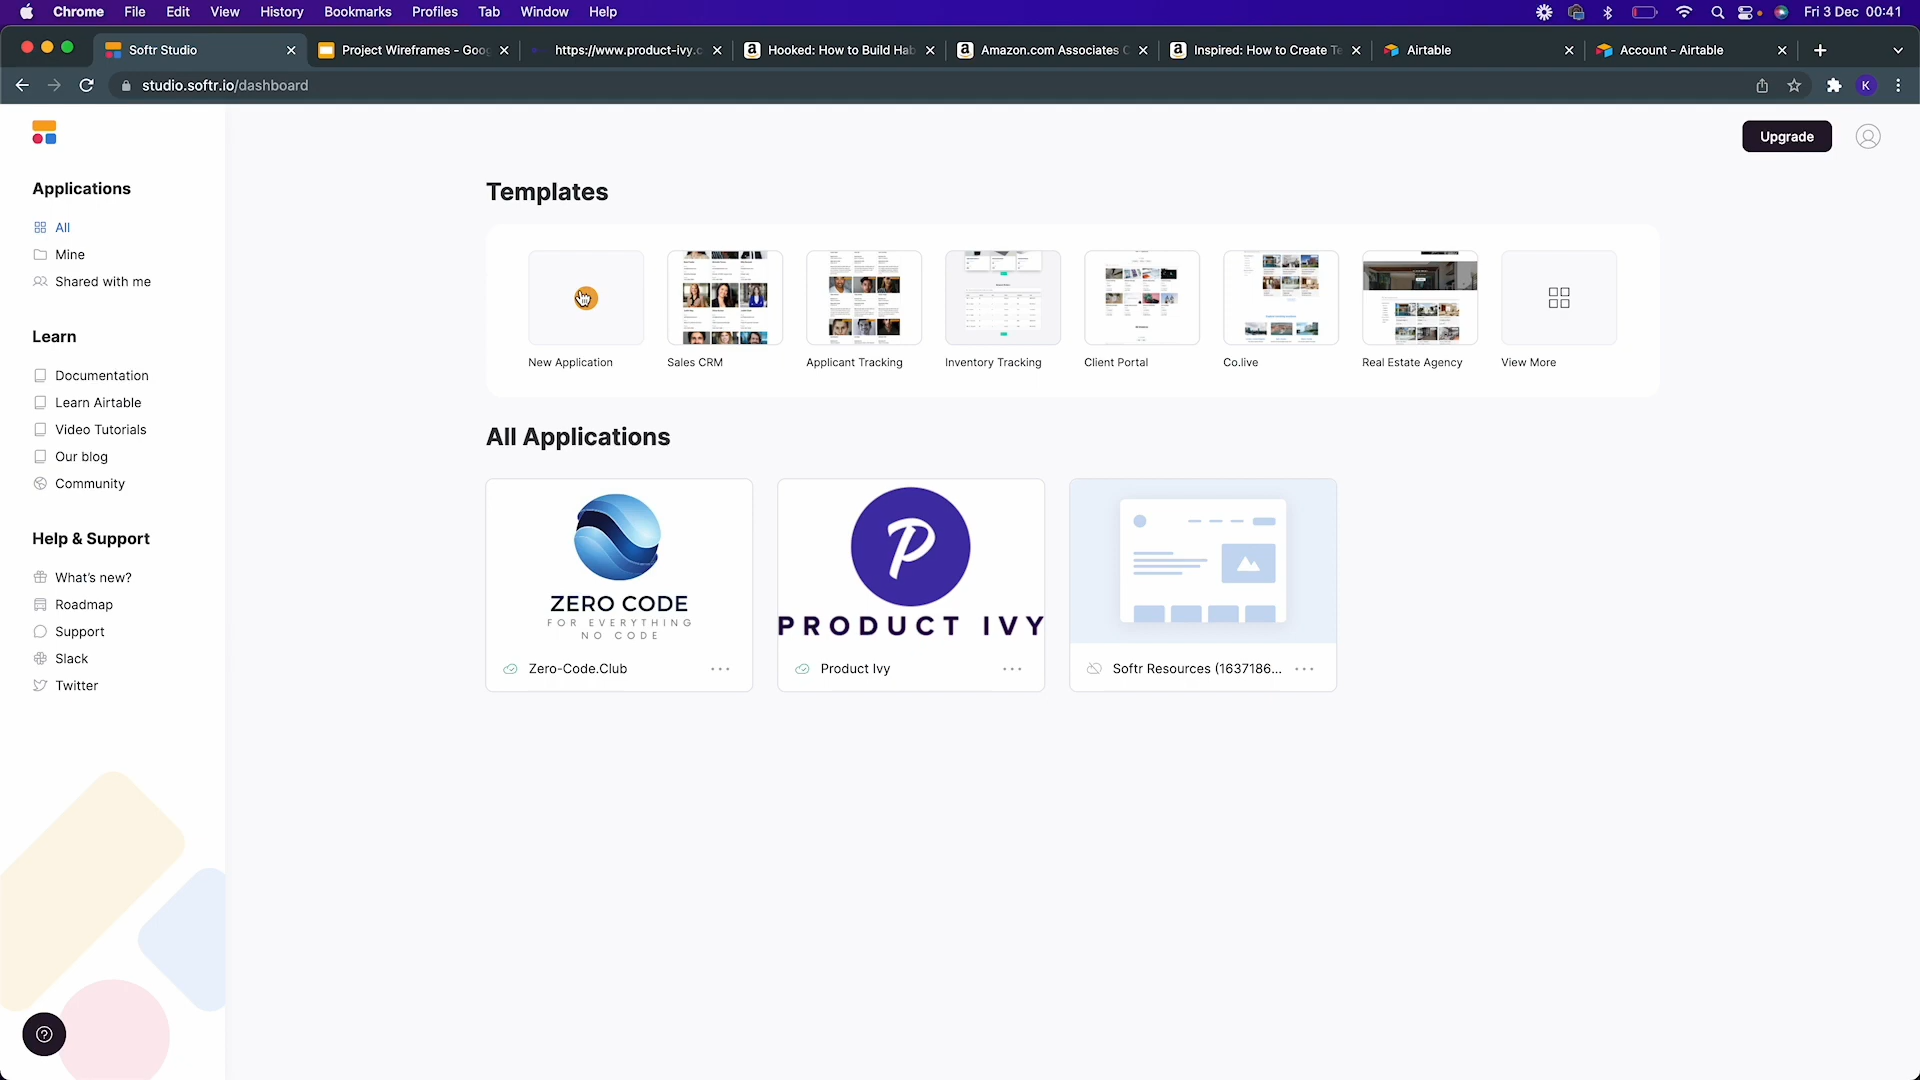 Chrome File Edit View History Bookmarks Profiles Tab Window Help Fri 3 Dec 00:41
Softr Studio Project Wireframes - Goo https://www.product-ivy.c Hooked: How to Build Hab Amazon.com Associates C Inspired: How to Create Te Airtable Account - Airtable
studio.softr.io/dashboard K
Upgrade
Applications
All
Mine
Shared with me
Learn
Documentation
Learn Airtable
Video Tutorials
Our blog
Community
Help & Support
What's new?
Roadmap
Support
Slack
Twitter
Templates
New Application Sales CRM Applicant Tracking Inventory Tracking Client Portal Co.live Real Estate Agency View More
All Applications
ZERO CODE
FOR EVERYTHING
NO CODE
Zero-Code.Club
P
PRODUCT IVY
Product Ivy
Softr Resources (1637186...